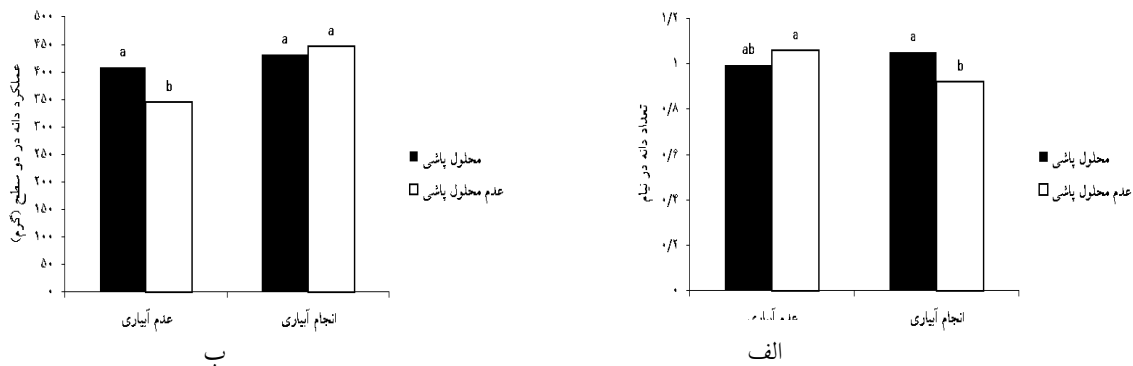 تعداد دانه در نیام
۱/۲
۱
۰/۸
۰/۶
۰/۴
۰/۲
۰
ab
a
a
b
عدم آبیاری
انجام آبیاری
محلول پاشی
عدم محلول پاشی
الف
عملکرد دانه در دو سطح (گرم)
۵۰۰
۴۵۰
۴۰۰
۳۵۰
۳۰۰
۲۵۰
۲۰۰
۱۵۰
۱۰۰
۵۰
۰
a
b
a
a
عدم آبیاری
انجام آبیاری
محلول پاشی
عدم محلول پاشی
ب